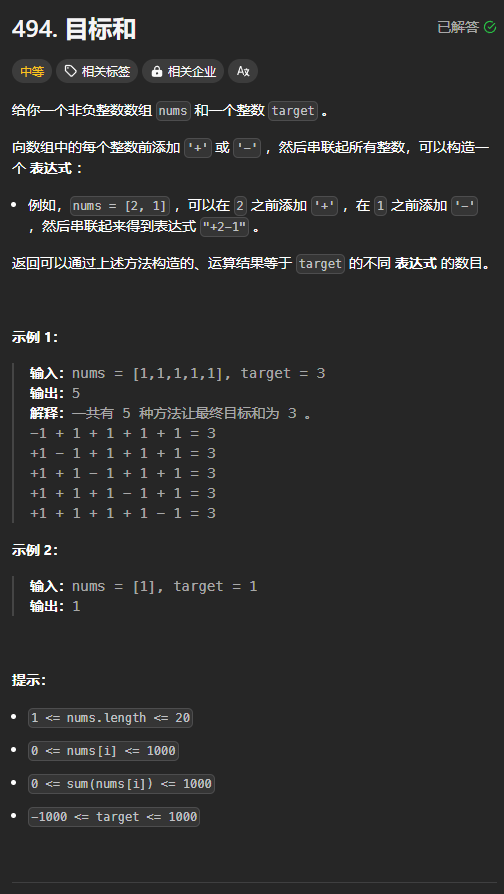 494. 目标和
已解答
中等 相关标签 相关企业 Aあ
给你一个非负整数数组 nums 和一个整数 target 。
向数组中的每个整数前添加 '+' 或 '-' ，然后串联起所有整数，可以构造一
个 表达式 ：
例如，nums = [2, 1] ，可以在 2 之前添加 '+' ，在 1 之前添加 '-'
，然后串联起来得到表达式 "+2-1" 。
返回可以通过上述方法构造的、运算结果等于 target 的不同 表达式 的数目。
示例 1：
输入：nums = [1,1,1,1,1], target = 3
输出：5
解释：一共有 5 种方法让最终目标和为 3 。
-1 + 1 + 1 + 1 + 1 = 3
+1 - 1 + 1 + 1 + 1 = 3
+1 + 1 - 1 + 1 + 1 = 3
+1 + 1 + 1 - 1 + 1 = 3
+1 + 1 + 1 + 1 - 1 = 3
示例 2：
输入：nums = [1], target = 1
输出：1
提示：
1 <= nums.length <= 20
0 <= nums[i] <= 1000
0 <= sum(nums[i]) <= 1000
-1000 <= target <= 1000